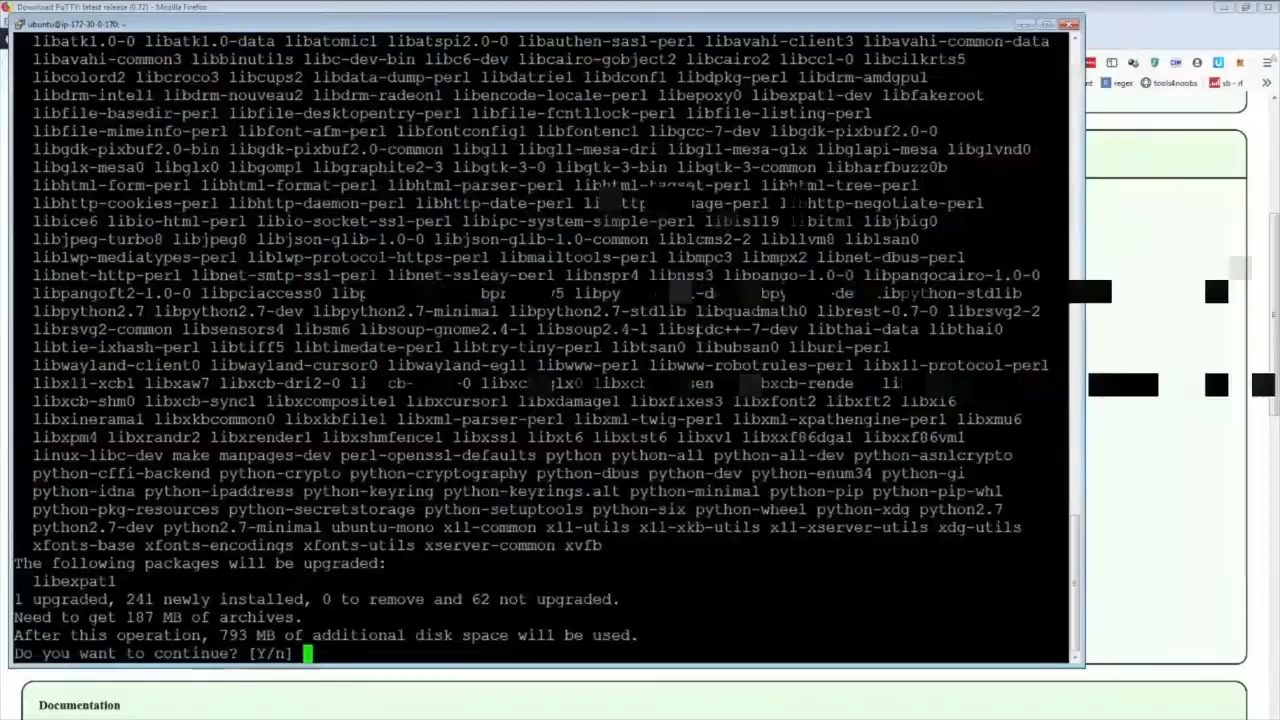 Download PuTTY: latest release (0.72) - Mozilla Firefox
ubuntu@ip-172-30-0-170: ~
libatk1.0-0 libatk1.0-data libatomic1 libatspi2.0-0 libauthen-sasl-perl libavahi-client3 libavahi-common-data
libavahi-common3 libbinutils libc-dev-bin libc6-dev libcairo-gobject2 libcairo2 libcc1-0 libcilkrts5
libcolord2 libcroco3 libcups2 libdata-dump-perl libdatrie1 libdconf1 libdpkg-perl libdrm-amdgpu1
libdrm-intel1 libdrm-nouveau2 libdrm-radeon1 libencode-locale-perl libepoxy0 libexpat1-dev libfakeroot
libfile-basedir-perl libfile-desktopentry-perl libfile-fcntllock-perl libfile-listing-perl
libfile-mimeinfo-perl libfont-afm-perl libfontconfig1 libfontenc1 libgcc-7-dev libgdk-pixbuf2.0-0
libgdk-pixbuf2.0-bin libgdk-pixbuf2.0-common libgl1 libgl1-mesa-dri libgl1-mesa-glx libglapi-mesa libglvnd0
libglx-mesa0 libglx0 libgomp1 libgraphite2-3 libgtk-3-0 libgtk-3-bin libgtk-3-common libharfbuzz0b
libhtml-form-perl libhtml-format-perl libhtml-parser-perl libhtml-tagset-perl libhtml-tree-perl
libhttp-cookies-perl libhttp-daemon-perl libhttp-date-perl libhttp-negotiate-perl
libice6 libio-html-perl libio-socket-ssl-perl libipc-system-simple-perl libisl19 libitm1 libjbig0
libjpeg-turbo8 libjpeg8 libjson-glib-1.0-0 libjson-glib-1.0-common liblcms2-2 libllvm8 liblsan0
liblwp-mediatypes-perl liblwp-protocol-https-perl libmailtools-perl libmpc3 libmpx2 libnet-dbus-perl
libnet-http-perl libnet-smtp-ssl-perl libnet-ssleay-perl libnspr4 libnss3 libpango-1.0-0 libpangocairo-1.0-0
libpangoft2-1.0-0 libpciaccess0 libpython-stdlib
libpython2.7 libpython2.7-dev libpython2.7-minimal libpython2.7-stdlib libquadmath0 librest-0.7-0 librsvg2-2
librsvg2-common libsensors4 libsm6 libsoup-gnome2.4-1 libsoup2.4-1 libstdc++-7-dev libthai-data libthai0
libtie-ixhash-perl libtiff5 libtimedate-perl libtry-tiny-perl libtsan0 libubsan0 liburi-perl
libwayland-client0 libwayland-cursor0 libwayland-egl1 libwww-perl libwww-robotrules-perl libx11-protocol-perl
libx11-xcb1 libxaw7 libxcb-dri2-0
libxcb-shm0 libxcb-sync1 libxcomposite1 libxcursor1 libxdamage1 libxfixes3 libxfont2 libxft2 libxi6
libxinerama1 libxkbcommon0 libxkbfile1 libxml-parser-perl libxml-twig-perl libxml-xpathengine-perl libxmu6
libxpm4 libxrandr2 libxrender1 libxshmfence1 libxss1 libxt6 libxtst6 libxv1 libxxf86dga1 libxxf86vm1
linux-libc-dev make manpages-dev perl-openssl-defaults python python-all python-all-dev python-asn1crypto
python-cffi-backend python-crypto python-cryptography python-dbus python-dev python-enum34 python-gi
python-idna python-ipaddress python-keyring python-keyrings.alt python-minimal python-pip python-pip-whl
python-pkg-resources python-secretstorage python-setuptools python-six python-wheel python-xdg python2.7
python2.7-dev python2.7-minimal ubuntu-mono x11-common x11-utils x11-xkb-utils x11-xserver-utils xdg-utils
xfonts-base xfonts-encodings xfonts-utils xserver-common xvfb
The following packages will be upgraded:
libexpat1
1 upgraded, 241 newly installed, 0 to remove and 62 not upgraded.
Need to get 187 MB of archives.
After this operation, 793 MB of additional disk space will be used.
Do you want to continue? [Y/n]
regex
tools4noobs
Documentation